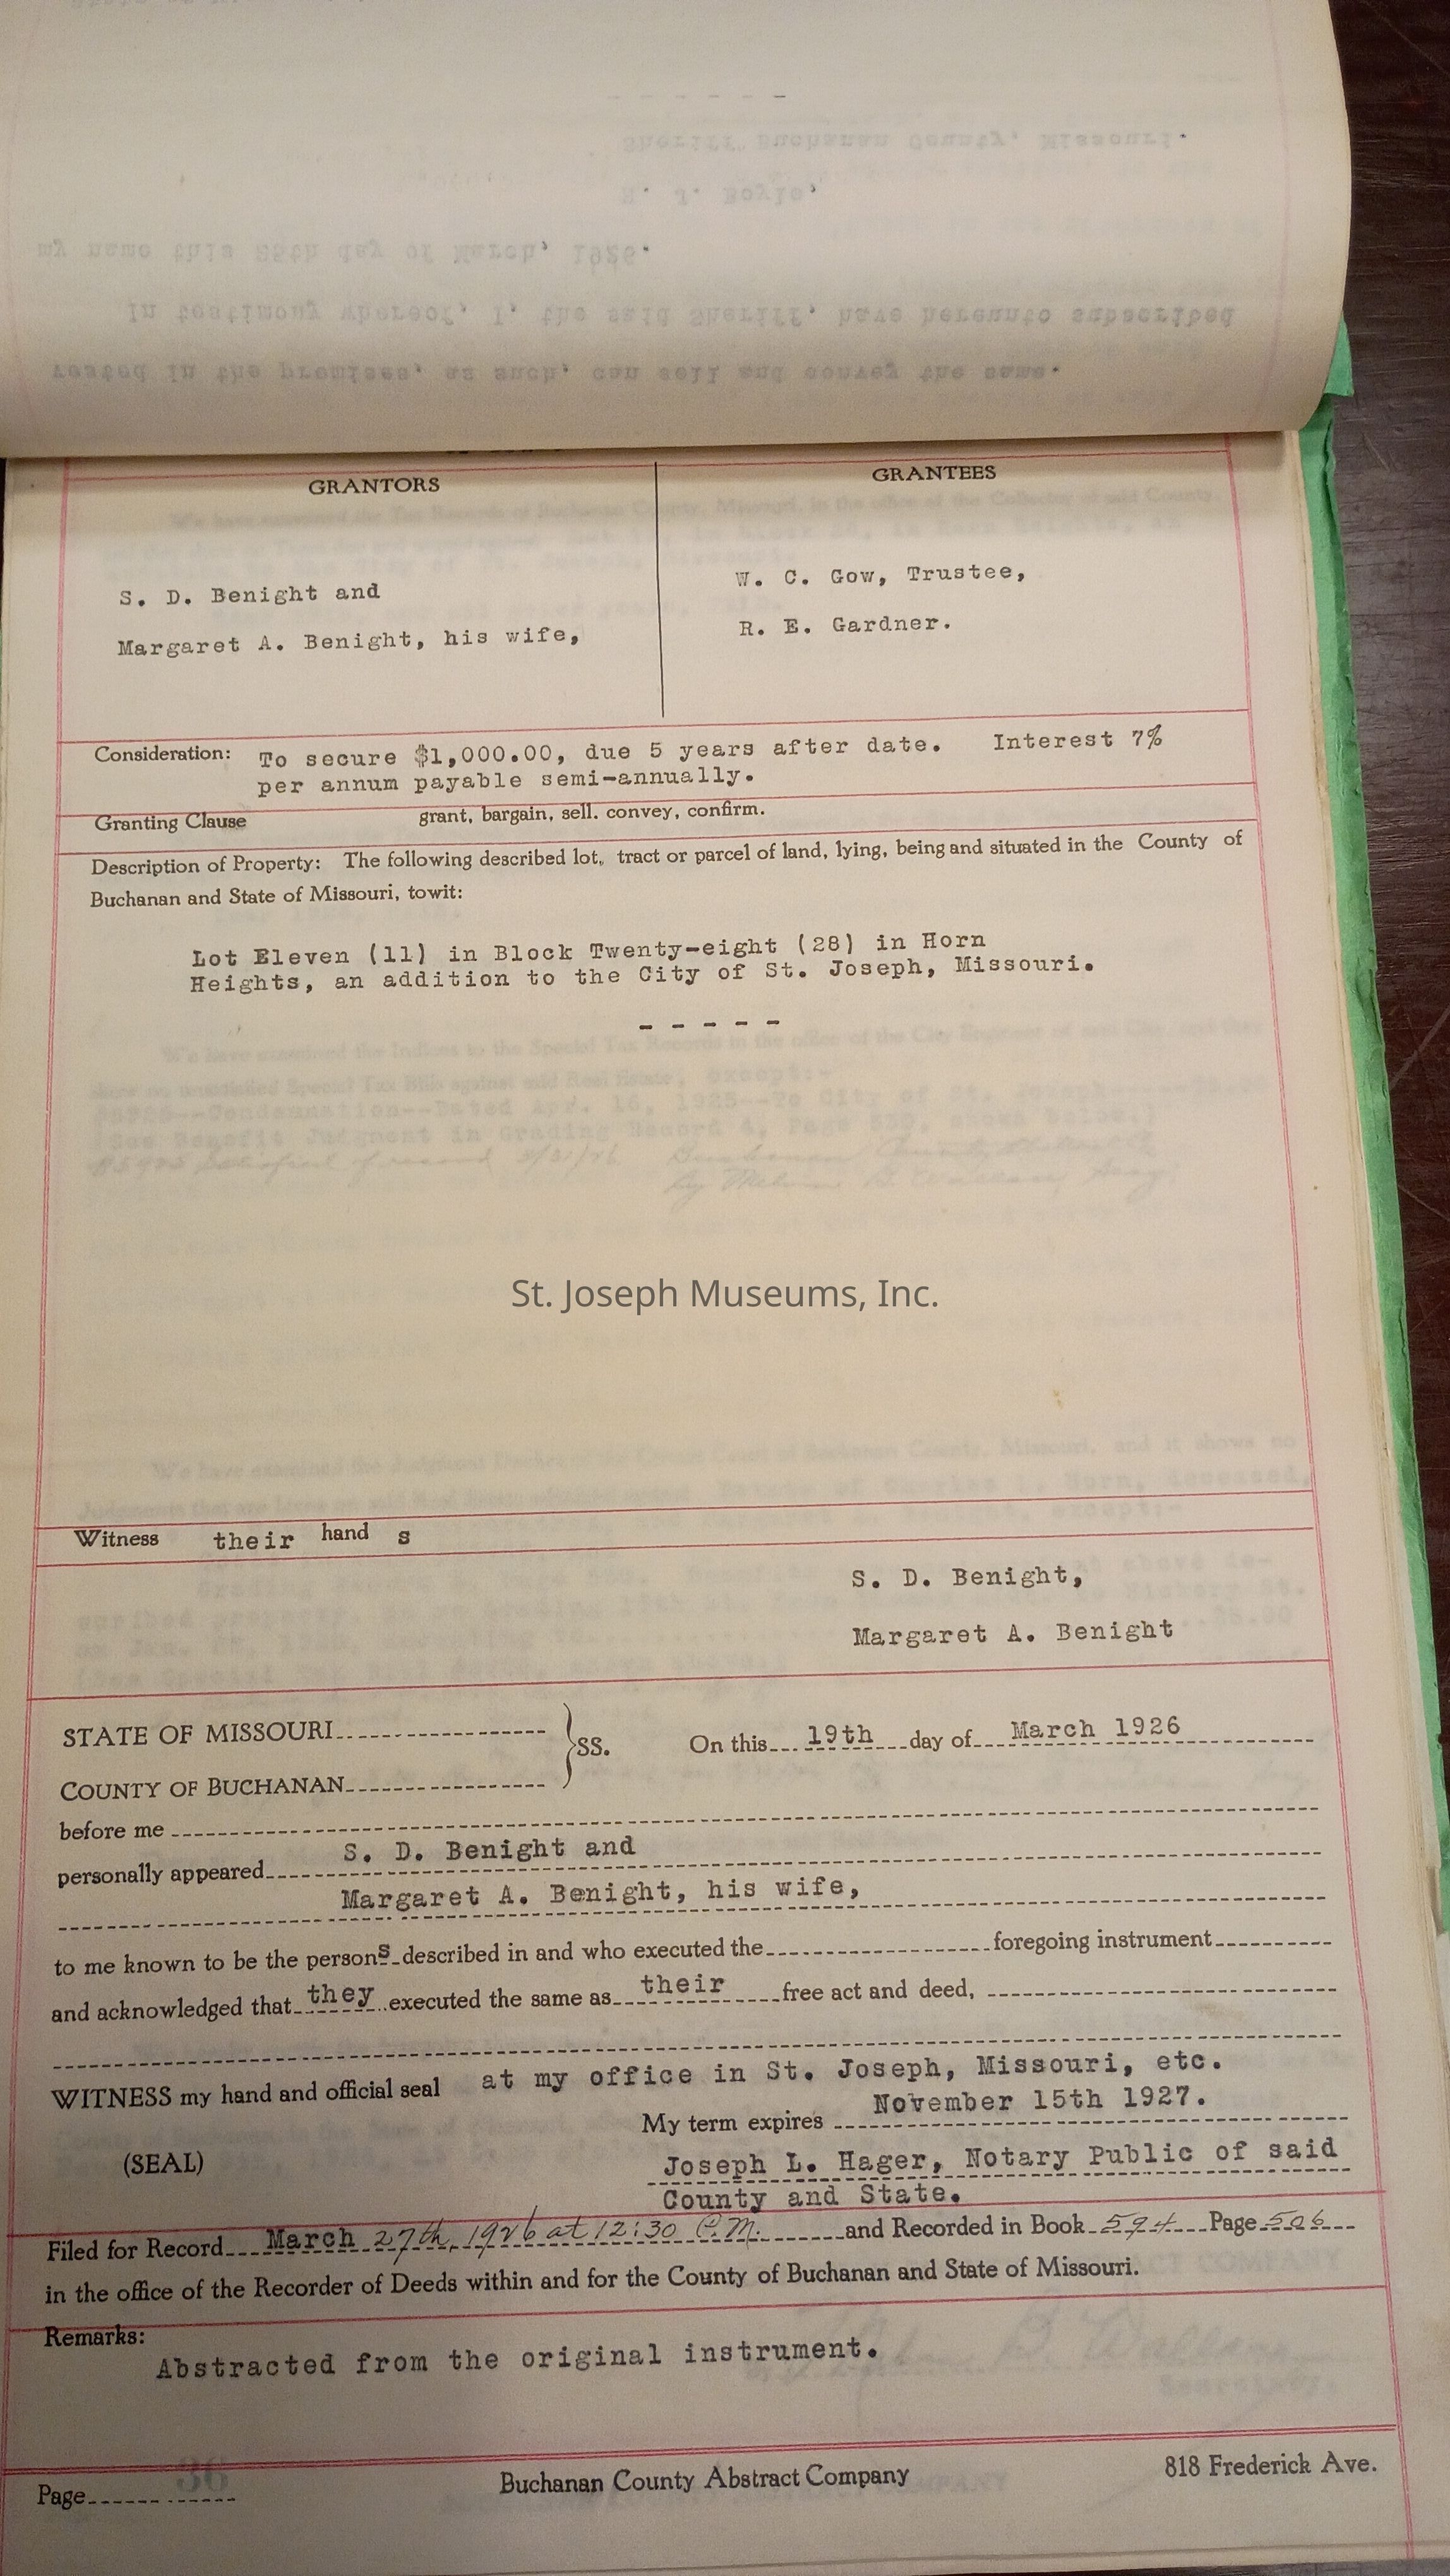 GRANTORS
GRANTEES
S. D. Benight and
Margaret A. Benight, his wife,
W. C. Gow, Trustee,
R. E. Gardner.
Consideration: To secure $1,000.00, due 5 years after date. Interest 7%
per annum payable semi-annually.
Granting Clause grant, bargain, sell. convey, confirm.
Description of Property: The following described lot, tract or parcel of land, lying, being and situated in the County of
Buchanan and State of Missouri, towit:
Lot Eleven (11) in Block Twenty-eight (28) in Horn
Heights, an addition to the City of St. Joseph, Missouri.
- - - - -
St. Joseph Museums, Inc.
Witness their hand s
S. D. Benight,
Margaret A. Benight
STATE OF MISSOURI
COUNTY OF BUCHANAN
SS. On this 19th day of March 1926
before me
personally appeared S. D. Benight and
Margaret A. Benight, his wife,
to me known to be the persons described in and who executed the foregoing instrument
and acknowledged that they executed the same as their free act and deed,
WITNESS my hand and official seal at my office in St. Joseph, Missouri, etc.
My term expires November 15th 1927.
(SEAL) Joseph L. Hager, Notary Public of said
County and State.
Filed for Record March 27th, 1926 at 12:30 P.M. and Recorded in Book 594 Page 506
in the office of the Recorder of Deeds within and for the County of Buchanan and State of Missouri.
Remarks:
Abstracted from the original instrument.
Page
Buchanan County Abstract Company
818 Frederick Ave.